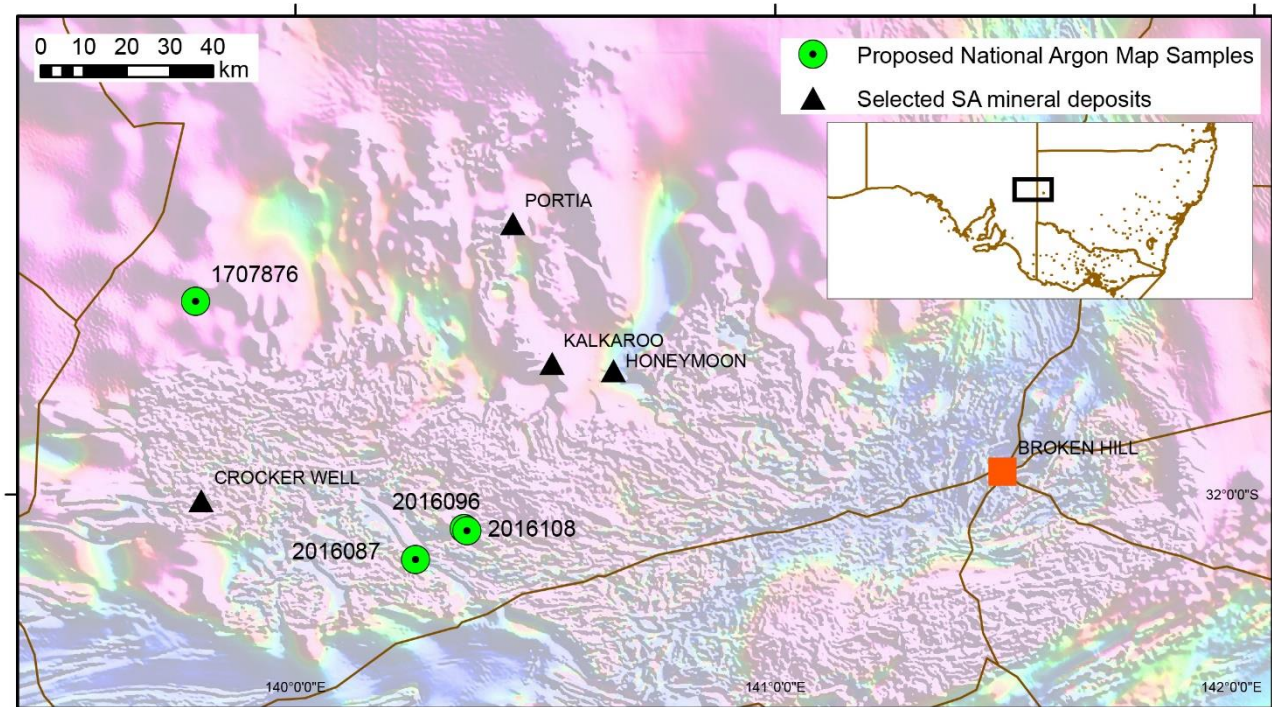 0 10 20 30 40
km
Proposed National Argon Map Samples
Selected SA mineral deposits
PORTIA
1707876
KALKAROO
HONEYMOON
BROKEN HILL
CROCKER WELL
2016096
32°0'0"S
2016108
2016087
140°0'0"E
141°0'0"E
142°0'0"E